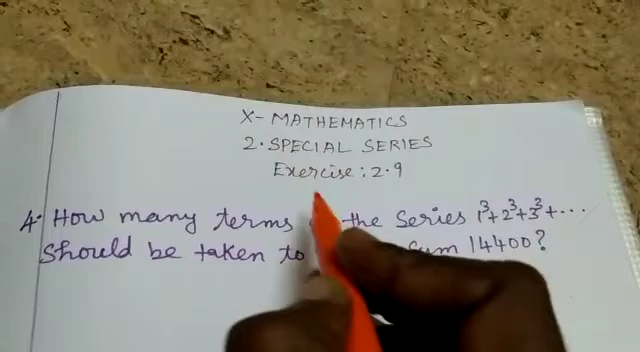 X- MATHEMATICS
2. SPECIAL SERIES
Exercise: 2.9
4. How many terms the Series 1³+2³+3³+...
Should be taken to Sum 14400?